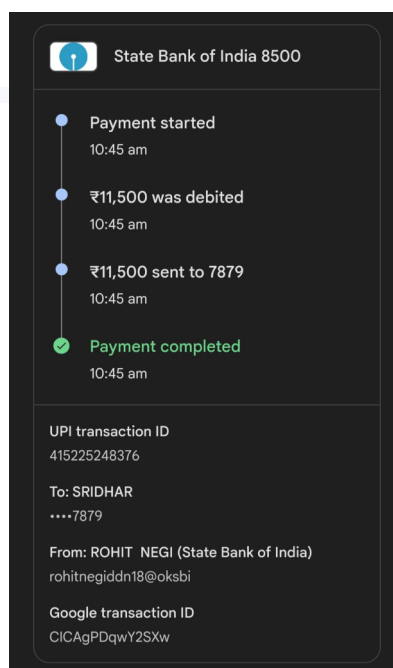 State Bank of India 8500
Payment started
10:45 am
₹11,500 was debited
10:45 am
₹11,500 sent to 7879
10:45 am
Payment completed
10:45 am
UPI transaction ID
415225248376
To: SRIDHAR
••••7879
From: ROHIT  NEGI (State Bank of India)
rohitnegiddn18@oksbi
Google transaction ID
CICAgPDqwY2SXw